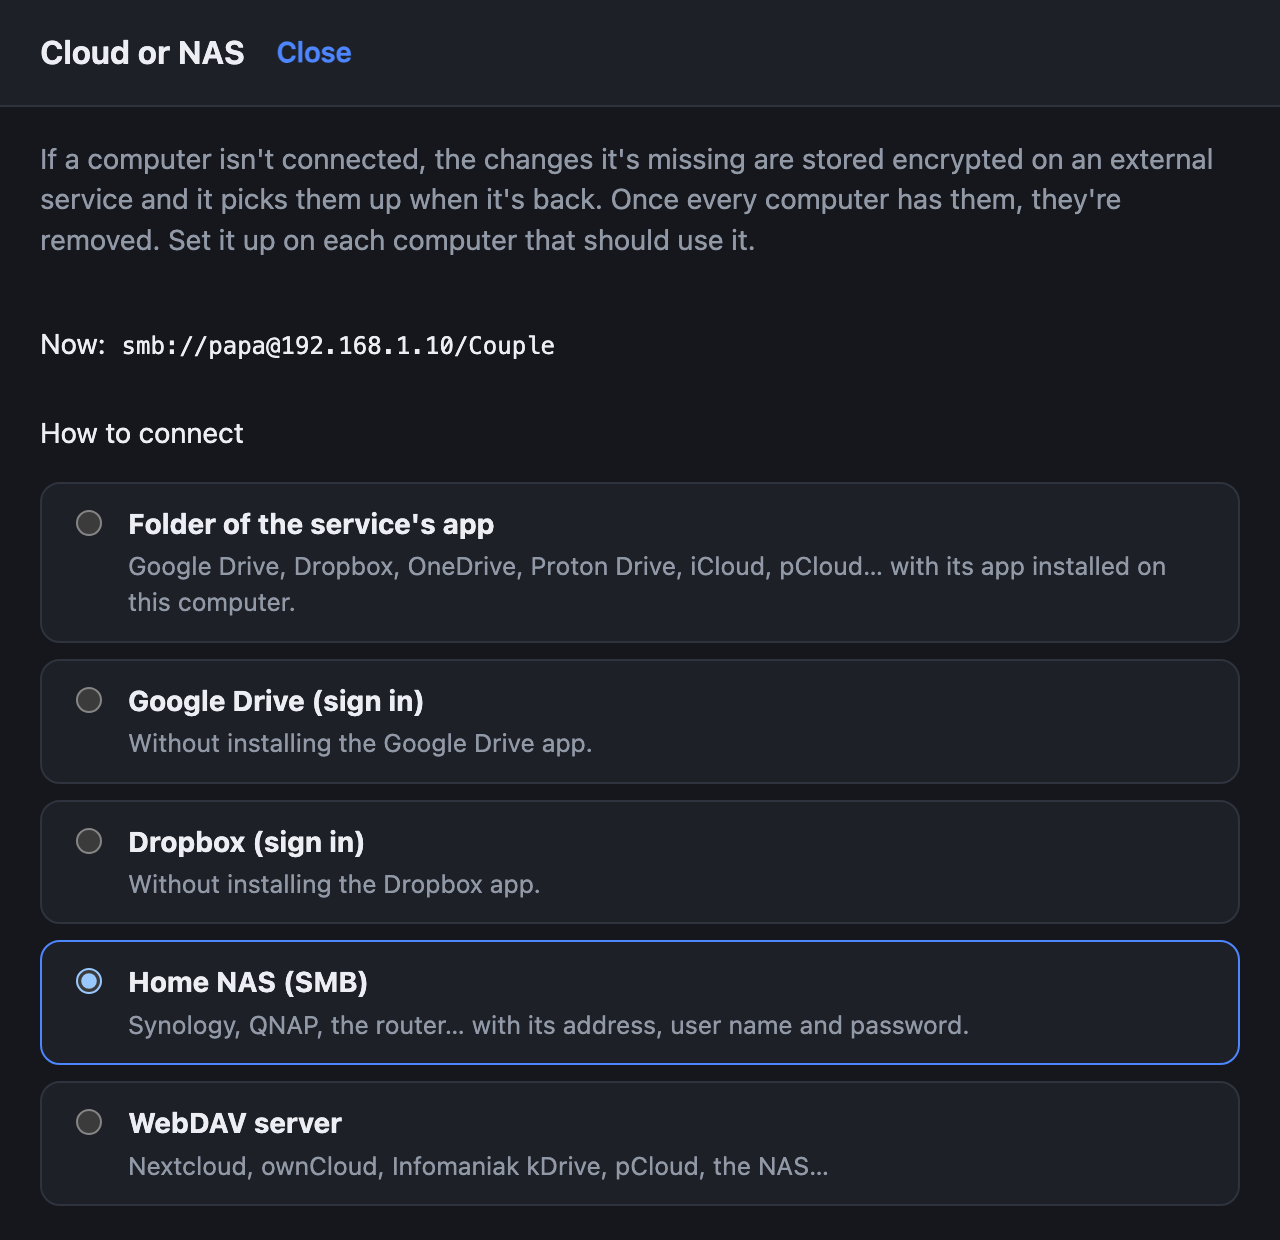 Cloud or NAS Close
If a computer isn't connected, the changes it's missing are stored encrypted on an external
service and it picks them up when it's back. Once every computer has them, they're
removed. Set it up on each computer that should use it.
Now: smb://papa@192.168.1.10/Couple
How to connect
Folder of the service's app
Google Drive, Dropbox, OneDrive, Proton Drive, iCloud, pCloud... with its app installed on
this computer.
Google Drive (sign in)
Without installing the Google Drive app.
Dropbox (sign in)
Without installing the Dropbox app.
Home NAS (SMB)
Synology, QNAP, the router... with its address, user name and password.
WebDAV server
Nextcloud, ownCloud, Infomaniak kDrive, pCloud, the NAS...